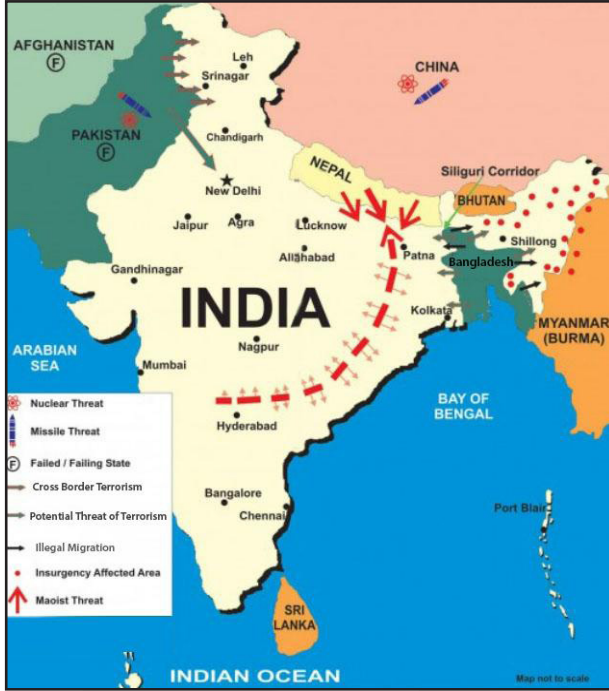 AFGHANISTAN
F
Leh
Srinagar
CHINA
PAKISTAN
F
Chandigarh
NEPAL
Siliguri Corridor
New Delhi
BHUTAN
Jaipur
Agra
Lucknow
Patna
Shillong
Allahabad
Bangladesh
Gandhinagar
INDIA
Kolkata
MYANMAR
(BURMA)
Nagpur
ARABIAN
SEA
Mumbai
BAY OF
BENGAL
Nuclear Threat
Hyderabad
Missile Threat
F
Failed / Failing State
Cross Border Terrorism
Bangalore
Chennai
Port Blair
Potential Threat of Terrorism
Illegal Migration
Insurgency Affected Area
Maoist Threat
SRI
LANKA
INDIAN OCEAN
Map not to scale